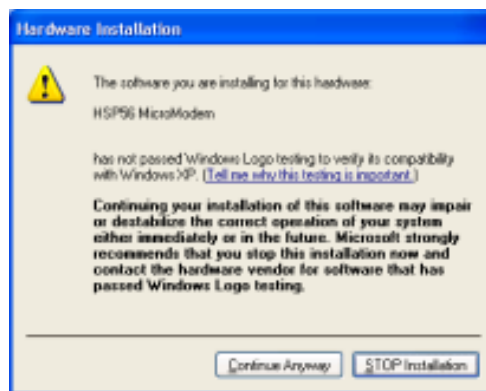 Hardware Installation
The software you are installing for this hardware:
HSP56 MicroModem
has not passed Windows Logo testing to verify its compatibility
with Windows XP. (Tell me why this testing is important.)
Continuing your installation of this software may impair
or destabilize the correct operation of your system
either immediately or in the future. Microsoft strongly
recommends that you stop this installation now and
contact the hardware vendor for software that has
passed Windows Logo testing.
Continue Anyway
STOP Installation